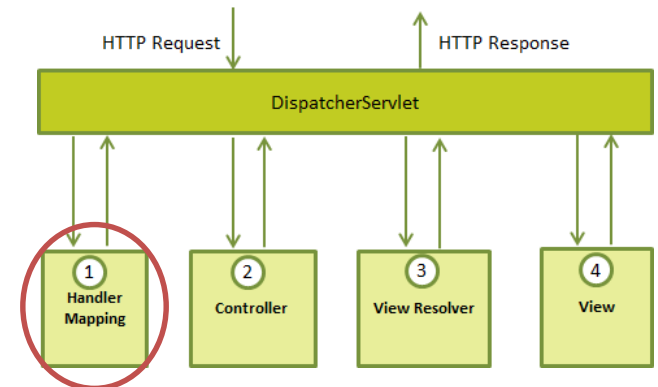 HTTP Request
HTTP Response
DispatcherServlet
1
Handler
Mapping
2
Controller
3
View Resolver
4
View